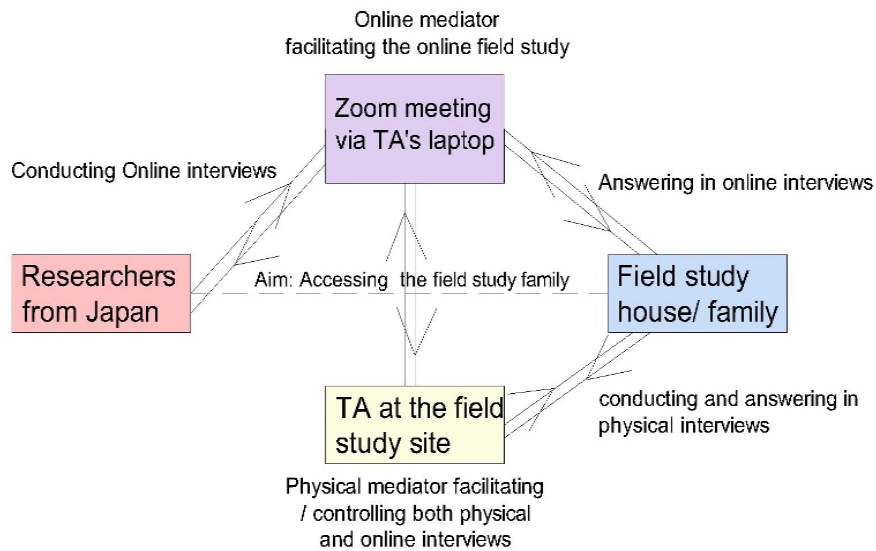 Online mediator
facilitating the online field study
Zoom meeting
via TA's laptop
Conducting Online interviews
Answering in online interviews
Researchers
from Japan
Aim: Accessing the field study family
Field study
house/ family
TA at the field
study site
conducting and answering in
physical interviews
Physical mediator facilitating
/ controlling both physical
and online interviews